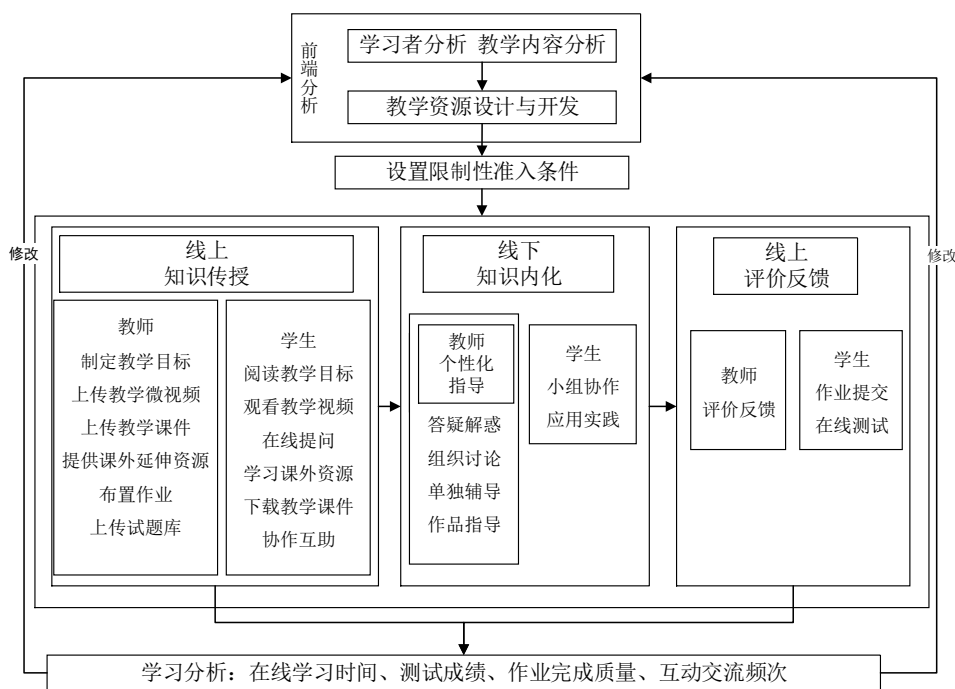 前端分析
学习者分析 教学内容分析
教学资源设计与开发
设置限制性准入条件
修改
修改
线上
知识传授
教师
制定教学目标
上传教学微视频
上传教学课件
提供课外延伸资源
布置作业
上传试题库
学生
阅读教学目标
观看教学视频
在线提问
学习课外资源
下载教学课件
协作互助
线下
知识内化
教师
个性化
指导
答疑解惑
组织讨论
单独辅导
作品指导
学生
小组协作
应用实践
线上
评价反馈
教师
评价反馈
学生
作业提交
在线测试
学习分析：在线学习时间、测试成绩、作业完成质量、互动交流频次